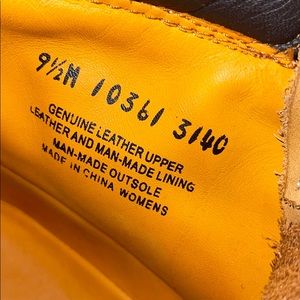 9½M 10361 3140
GENUINE LEATHER UPPER
LEATHER AND MAN-MADE LINING
MAN-MADE OUTSOLE
MADE IN CHINA WOMENS